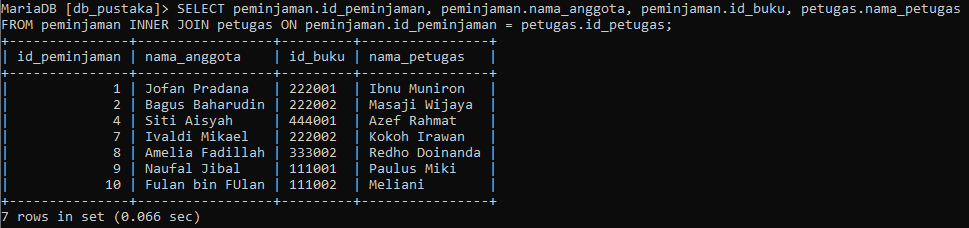 MariaDB [db_pustaka]> SELECT peminjaman.id_peminjaman, peminjaman.nama_anggota, peminjaman.id_buku, petugas.nama_petugas
FROM peminjaman INNER JOIN petugas ON peminjaman.id_peminjaman = petugas.id_petugas;
+---------------+------------------+---------+----------------+
| id_peminjaman | nama_anggota     | id_buku | nama_petugas   |
+---------------+------------------+---------+----------------+
|             1 | Jofan Pradana    | 222001  | Ibnu Muniron   |
|             2 | Bagus Baharudin  | 222002  | Masaji Wijaya  |
|             4 | Siti Aisyah      | 444001  | Azef Rahmat    |
|             7 | Ivaldi Mikael    | 222002  | Kokoh Irawan   |
|             8 | Amelia Fadillah  | 333002  | Redho Doinanda |
|             9 | Naufal Jibal     | 111001  | Paulus Miki    |
|            10 | Fulan bin FUlan  | 111002  | Meliani        |
+---------------+------------------+---------+----------------+
7 rows in set (0.066 sec)